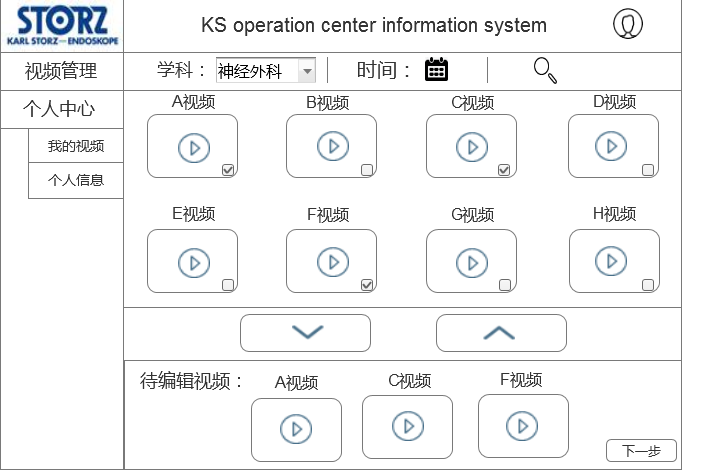 STORZ
KARL STORZ—ENDOSKOPE
KS operation center information system
视频管理
学科：
神经外科
时间：
个人中心
我的视频
个人信息
A视频
B视频
C视频
D视频
E视频
F视频
G视频
H视频
待编辑视频：
A视频
C视频
F视频
下一步